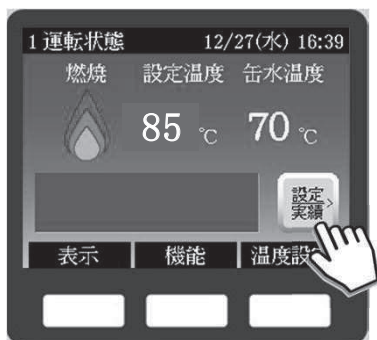 1 運転状態 12/27(水) 16:39
燃焼 設定温度 缶水温度
85 ℃ 70 ℃
設定
実績
表示 機能 温度設